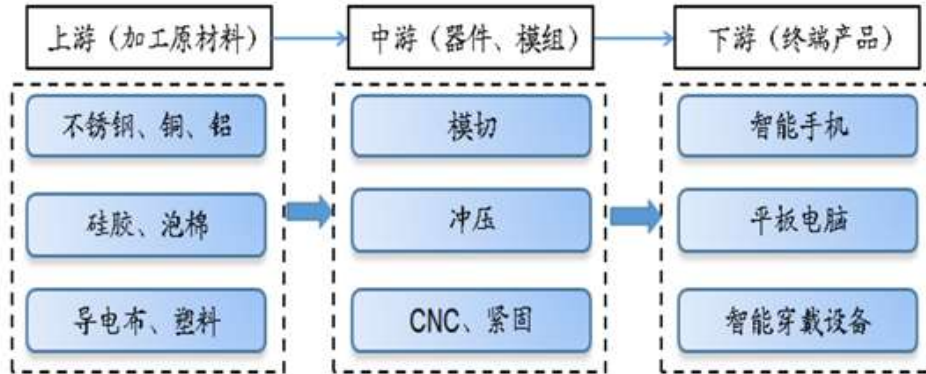 上游（加工原材料）
中游（器件、模组）
下游（终端产品）
不锈钢、铜、铝
模切
智能手机
硅胶、泡棉
冲压
平板电脑
导电布、塑料
CNC、紧固
智能穿戴设备